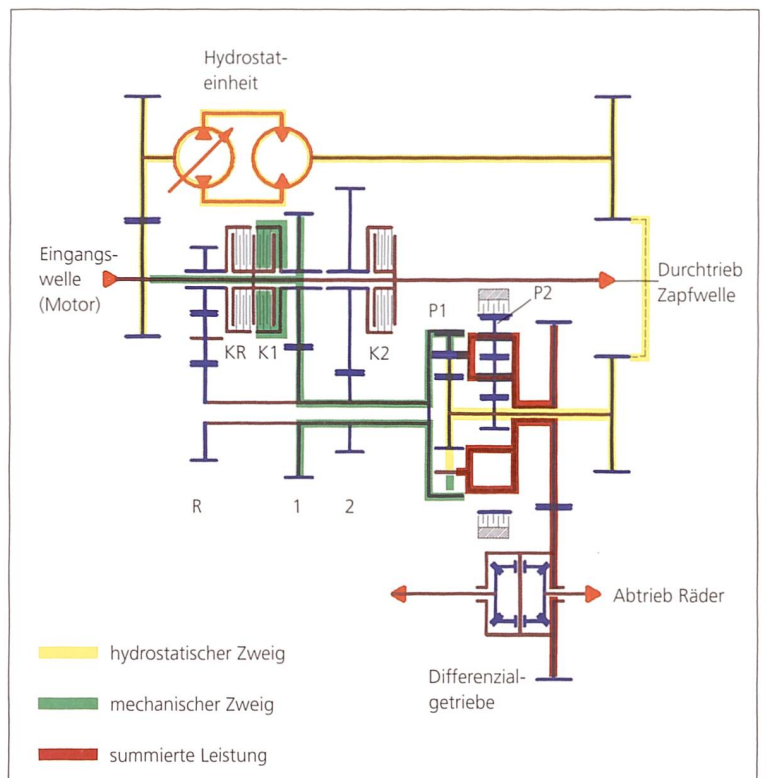 Hydrostat-
einheit
Eingangs-
welle
(Motor)
Durchtrieb
Zapfwelle
P1
P2
KR
K1
K2
R
1
2
Abtrieb Räder
Differenzial-
getriebe
hydrostatischer Zweig
mechanischer Zweig
summierte Leistung